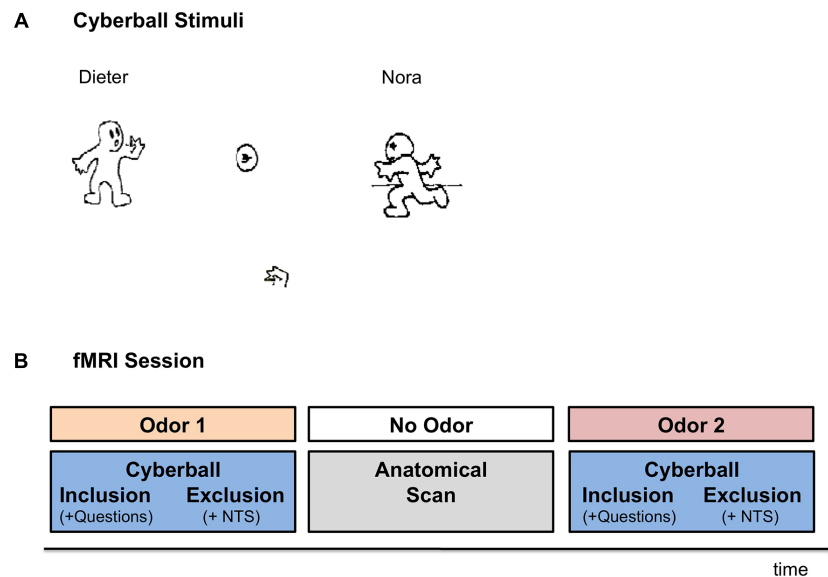 A Cyberball Stimuli
Dieter Nora
B fMRI Session
Odor 1 No Odor Odor 2
Cyberball Anatomical Cyberball
Inclusion Exclusion Scan Inclusion Exclusion
(+Questions) (+ NTS) (+Questions) (+ NTS)
time